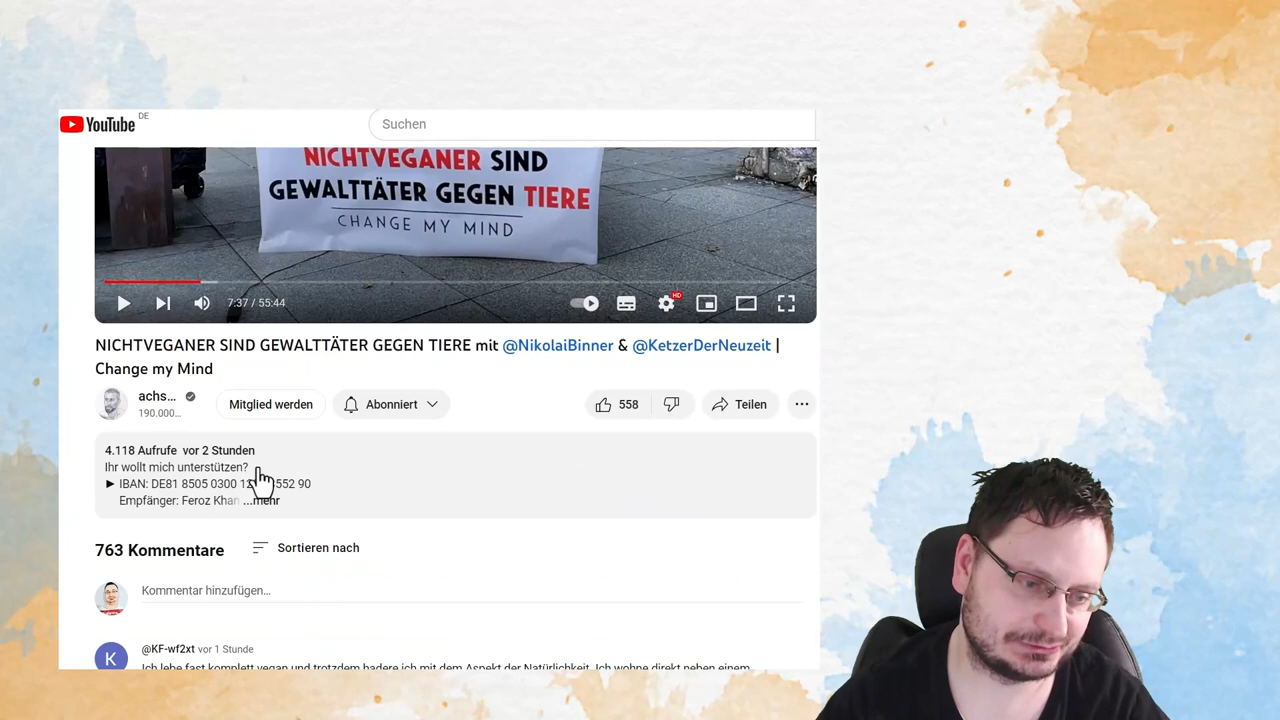 YouTube DE
Suchen
NICHTVEGANER SIND
GEWALTTÄTER GEGEN TIERE
CHANGE MY MIND
7:37 / 55:44
HD
NICHTVEGANER SIND GEWALTTÄTER GEGEN TIERE mit @NikolaiBinner & @KetzerDerNeuzeit |
Change my Mind
achs...
190.000...
Mitglied werden
Abonniert
558
Teilen
4.118 Aufrufe vor 2 Stunden
Ihr wollt mich unterstützen?
► IBAN: DE81 8505 0300 12 552 90
Empfänger: Feroz Khan ...mehr
763 Kommentare
Sortieren nach
Kommentar hinzufügen...
K
@KF-wf2xt vor 1 Stunde
Ich lebe fast komplett vegan und trotzdem hadere ich mit dem Aspekt der Natürlichkeit. Ich wohne direkt neben einem